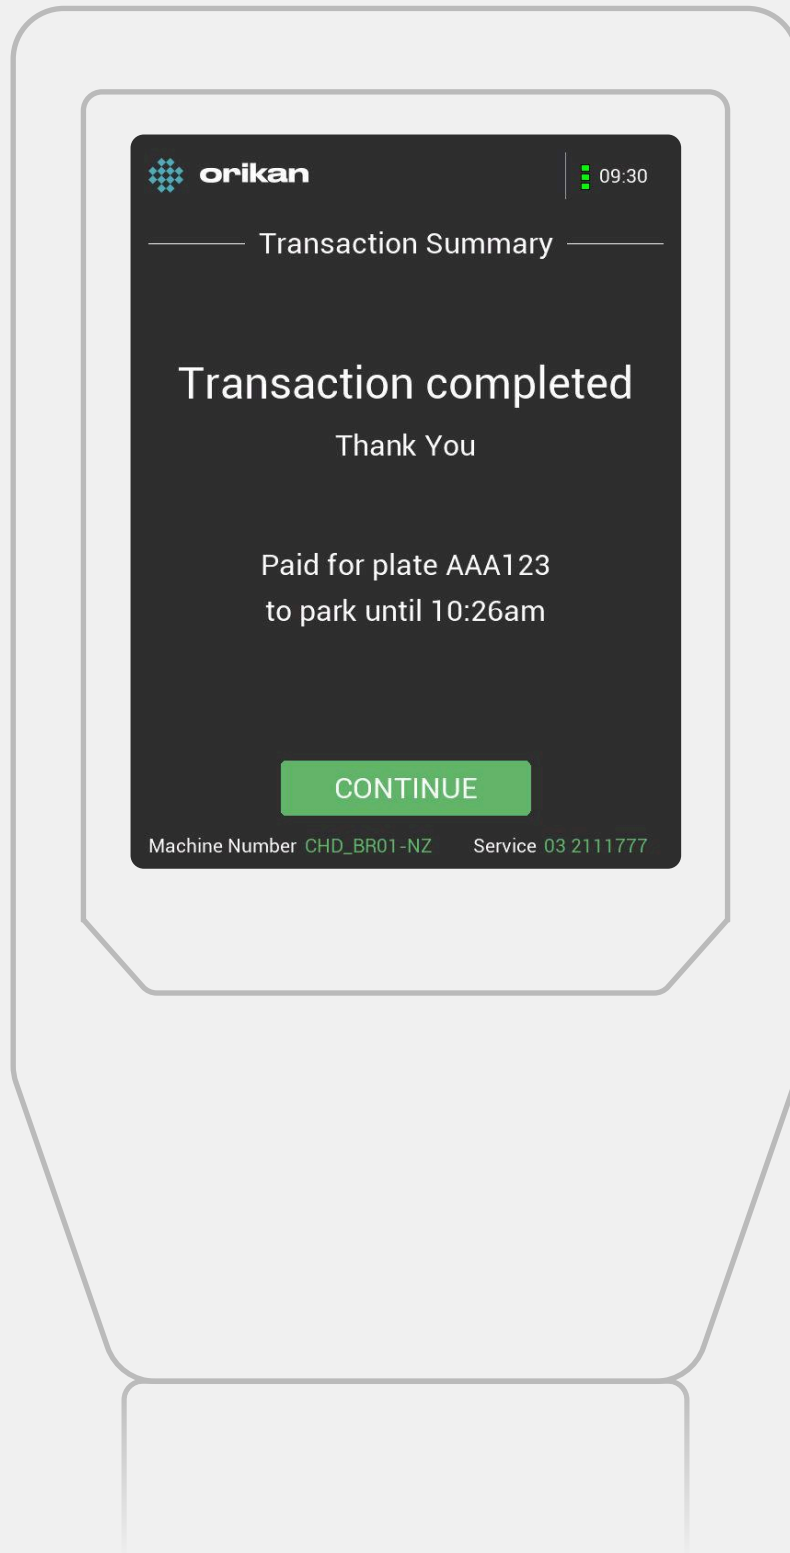 orikan
09:30
Transaction Summary
Transaction completed
Thank You
Paid for plate AAA123
to park until 10:26am
CONTINUE
Machine Number CHD_BR01-NZ Service 03 2111777